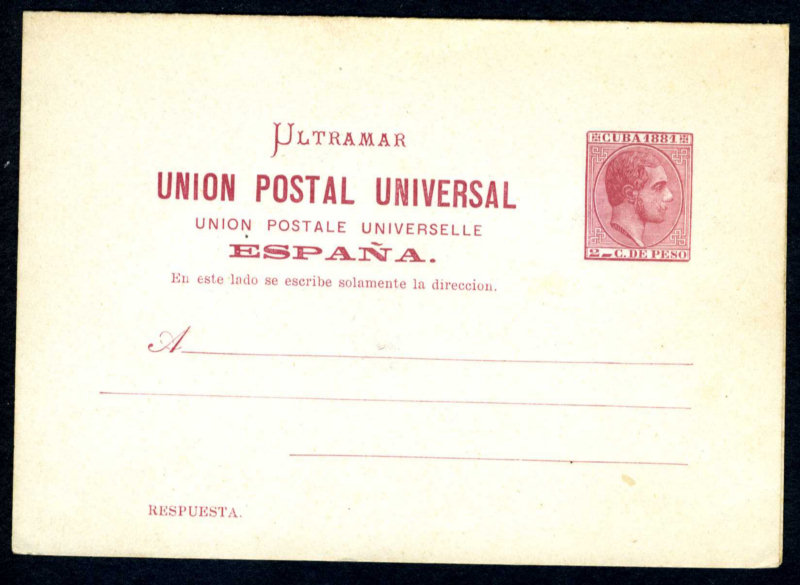 ULTRAMAR
CUBA 1881
UNION POSTAL UNIVERSAL
UNION POSTALE UNIVERSELLE
ESPAÑA.
2 C. DE PESO
En este lado se escribe solamente la direccion.
A
RESPUESTA.